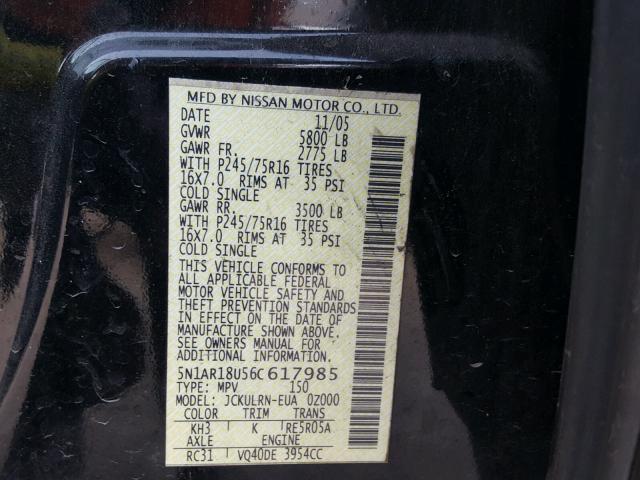 MFD BY NISSAN MOTOR CO., LTD.
DATE 11/05
GVWR 5800 LB
GAWR FR. 2775 LB
WITH P245/75R16 TIRES
16X7.0 RIMS AT 35 PSI
COLD SINGLE
GAWR RR. 3500 LB
WITH P245/75R16 TIRES
16X7.0 RIMS AT 35 PSI
COLD SINGLE
THIS VEHICLE CONFORMS TO
ALL APPLICABLE FEDERAL
MOTOR VEHICLE SAFETY AND
THEFT PREVENTION STANDARDS
IN EFFECT ON THE DATE OF
MANUFACTURE SHOWN ABOVE.
SEE OWNERS MANUAL FOR
ADDITIONAL INFORMATION.
5N1AR18U56C617985
TYPE: MPV 150
MODEL: JCKULRN-EUA 0Z000
COLOR TRIM TRANS
KH3 K RE5R05A
AXLE ENGINE
RC31 VQ40DE 3954CC